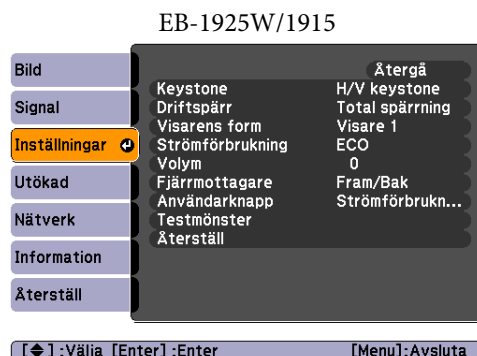 EB-1925W/1915
Bild
Signal
Inställningar
Utökad
Nätverk
Information
Återställ
Återgå
Keystone H/V keystone
Driftspärr Total spärrning
Visarens form Visare 1
Strömförbrukning ECO
Volym 0
Fjärrmottagare Fram/Bak
Användarknapp Strömförbrukn...
Testmönster
Återställ
[ ] :Välja [Enter] :Enter [Menu]:Avsluta